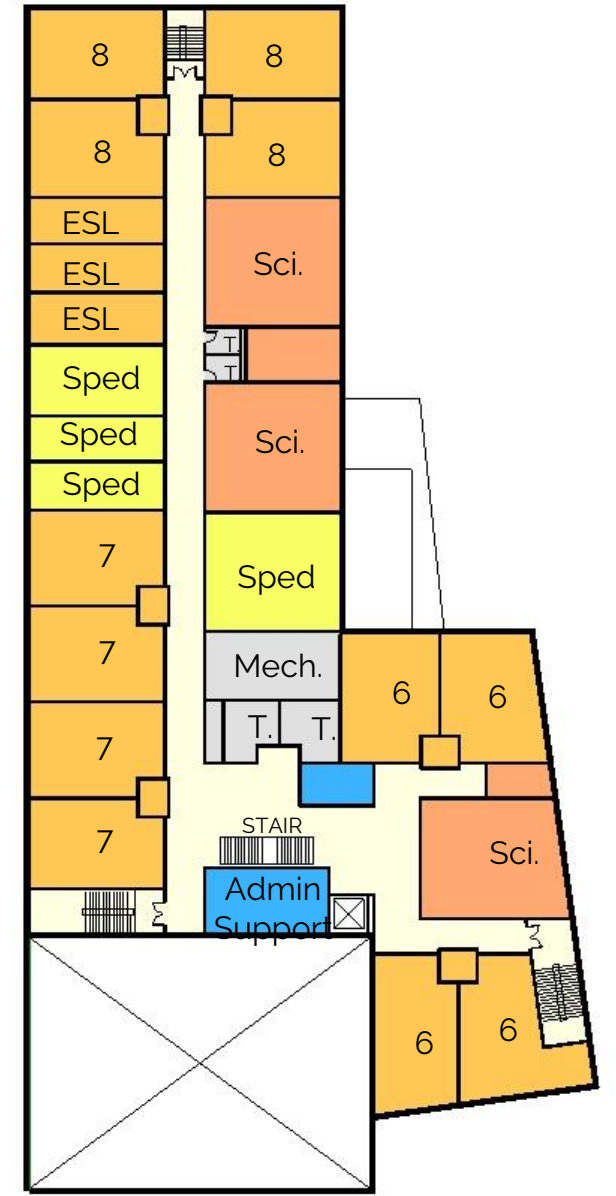 8
8
8
8
ESL
ESL
ESL
Sci.
T.
T.
Sped
Sped
Sped
Sci.
7
Sped
7
Mech.
6
6
7
T.
T.
7
STAIR
Sci.
Admin
Support
6
6